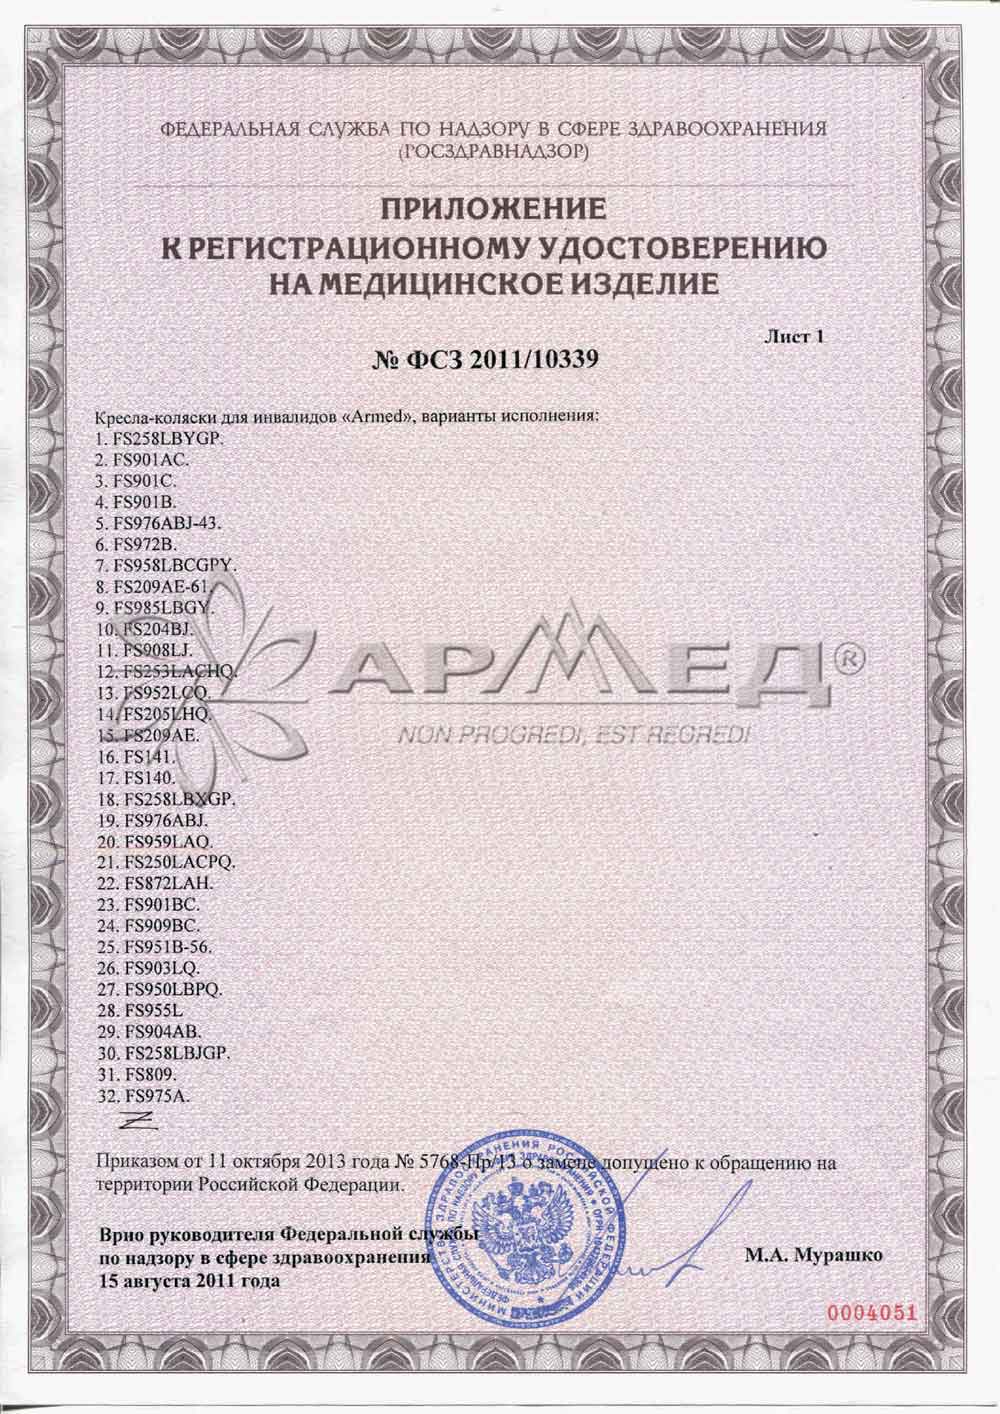 ФЕДЕРАЛЬНАЯ СЛУЖБА ПО НАДЗОРУ В СФЕРЕ ЗДРАВООХРАНЕНИЯ
(РОСЗДРАВНАДЗОР)
ПРИЛОЖЕНИЕ
К РЕГИСТРАЦИОННОМУ УДОСТОВЕРЕНИЮ
НА МЕДИЦИНСКОЕ ИЗДЕЛИЕ
Лист 1
№ ФСЗ 2011/10339
Кресла-коляски для инвалидов «Armed», варианты исполнения:
1. FS258LBYGP.
2. FS901AC.
3. FS901C.
4. FS901B.
5. FS976ABJ-43.
6. FS972B.
7. FS958LBCGPY.
8. FS209AE-61.
9. FS985LBGY.
10. FS204BJ.
11. FS908LJ.
12. FS253LACHQ.
13. FS952LCQ.
14. FS205LHQ.
15. FS209AE.
16. FS141.
17. FS140.
18. FS258LBXGP.
19. FS976ABJ.
20. FS959LAQ.
21. FS250LACPQ.
22. FS872LAH.
23. FS901BC.
24. FS909BC.
25. FS951B-56.
26. FS903LQ.
27. FS950LBPQ.
28. FS955L
29. FS904AB.
30. FS258LBJGP.
31. FS809.
32. FS975A.
АРМЕД®
NON PROGREDI, EST REGREDI
Приказом от 11 октября 2013 года № 5768-Пр/13 о замене допущено к обращению на
территории Российской Федерации.
Врио руководителя Федеральной службы
по надзору в сфере здравоохранения
15 августа 2011 года
М.А. Мурашко
0004051